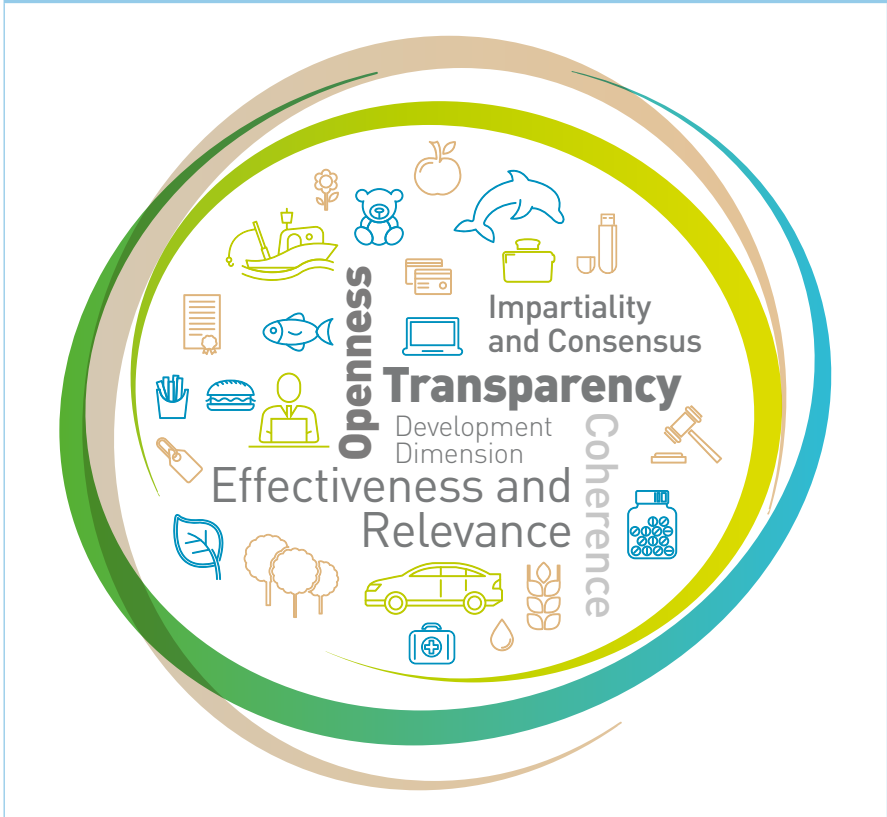 Openness
Impartiality
and Consensus
Transparency
Development
Dimension
Coherence
Effectiveness and
Relevance